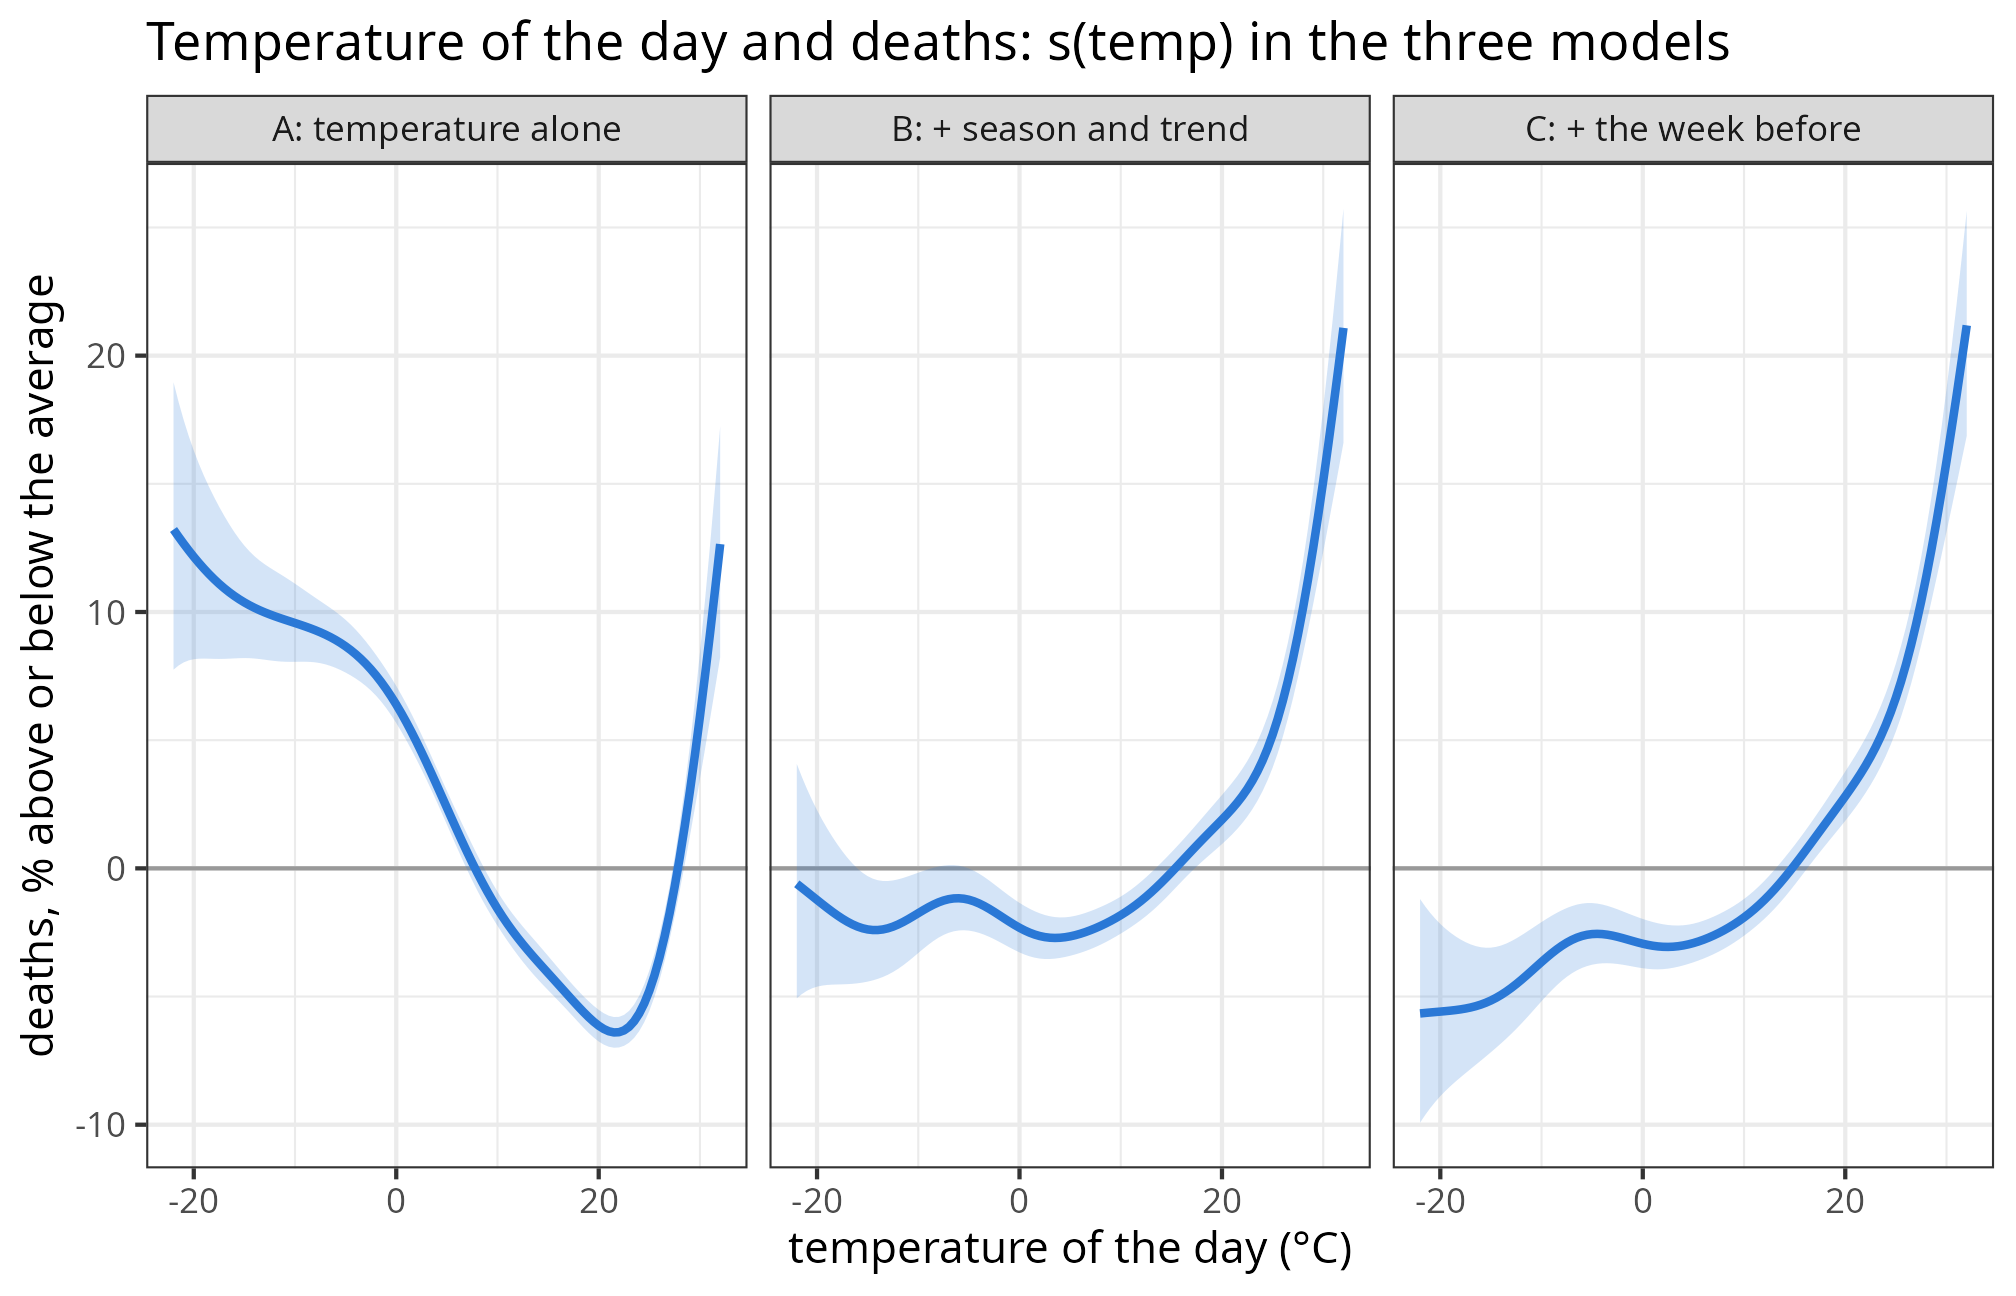 Temperature of the day and deaths: s(temp) in the three models
A: temperature alone
B: + season and trend
C: + the week before
deaths, % above or below the average
20
10
0
-10
-20 0 20
-20 0 20
-20 0 20
temperature of the day (°C)